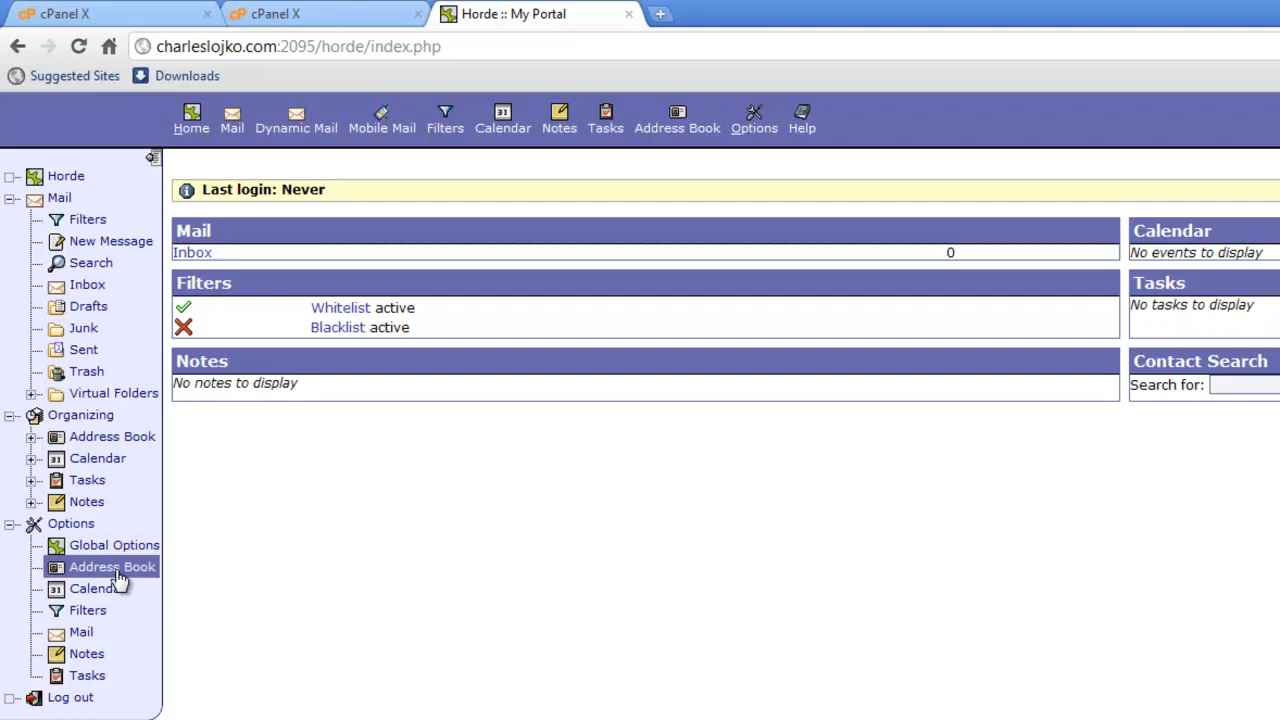 cPanel X
cPanel X
Horde :: My Portal
charleslojko.com:2095/horde/index.php
Suggested Sites
Downloads
Home
Mail
Dynamic Mail
Mobile Mail
Filters
Calendar
Notes
Tasks
Address Book
Options
Help
Horde
Mail
Filters
New Message
Search
Inbox
Drafts
Junk
Sent
Trash
Virtual Folders
Organizing
Address Book
Calendar
Tasks
Notes
Options
Global Options
Address Book
Calenda
Filters
Mail
Notes
Tasks
Log out
Last login: Never
Mail
Inbox 0
Filters
Whitelist active
Blacklist active
Notes
No notes to display
Calendar
No events to display
Tasks
No tasks to display
Contact Search
Search for: